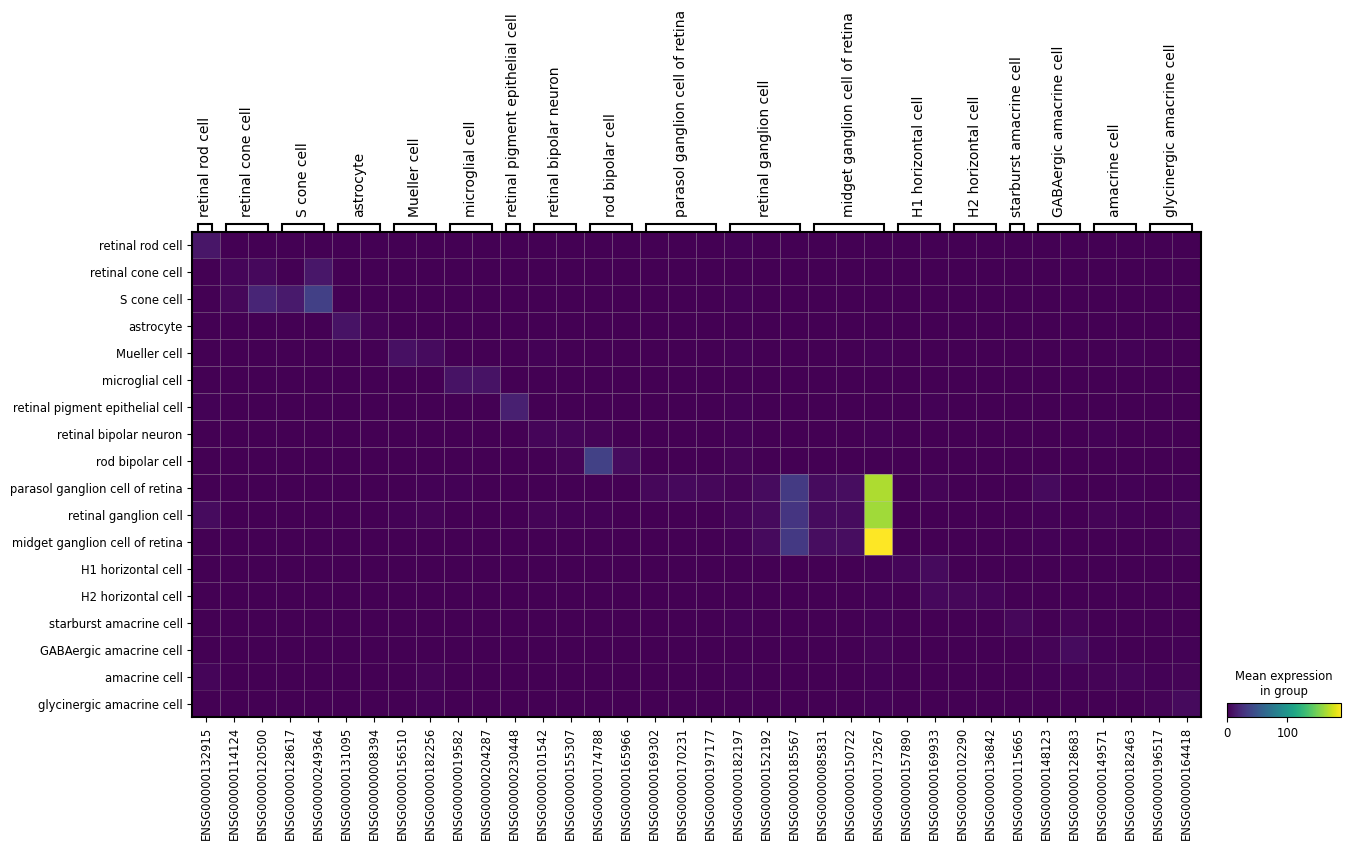 retinal rod cell
retinal cone cell
S cone cell
astrocyte
Mueller cell
microglial cell
retinal pigment epithelial cell
retinal bipolar neuron
rod bipolar cell
parasol ganglion cell of retina
retinal ganglion cell
midget ganglion cell of retina
H1 horizontal cell
H2 horizontal cell
starburst amacrine cell
GABAergic amacrine cell
amacrine cell
glycinergic amacrine cell
retinal rod cell
retinal cone cell
S cone cell
astrocyte
Mueller cell
microglial cell
retinal pigment epithelial cell
retinal bipolar neuron
rod bipolar cell
parasol ganglion cell of retina
retinal ganglion cell
midget ganglion cell of retina
H1 horizontal cell
H2 horizontal cell
starburst amacrine cell
GABAergic amacrine cell
amacrine cell
glycinergic amacrine cell
ENSG00000132915
ENSG00000114124
ENSG00000120500
ENSG00000128617
ENSG00000249364
ENSG00000131095
ENSG00000008394
ENSG00000156510
ENSG00000182256
ENSG00000019582
ENSG00000204287
ENSG00000230448
ENSG00000101542
ENSG00000155307
ENSG00000174788
ENSG00000165966
ENSG00000169302
ENSG00000170231
ENSG00000197177
ENSG00000182197
ENSG00000152192
ENSG00000185567
ENSG00000085831
ENSG00000150722
ENSG00000173267
ENSG00000157890
ENSG00000169933
ENSG00000102290
ENSG00000136842
ENSG00000115665
ENSG00000148123
ENSG00000128683
ENSG00000149571
ENSG00000182463
ENSG00000196517
ENSG00000164418
Mean expression
in group
0 100